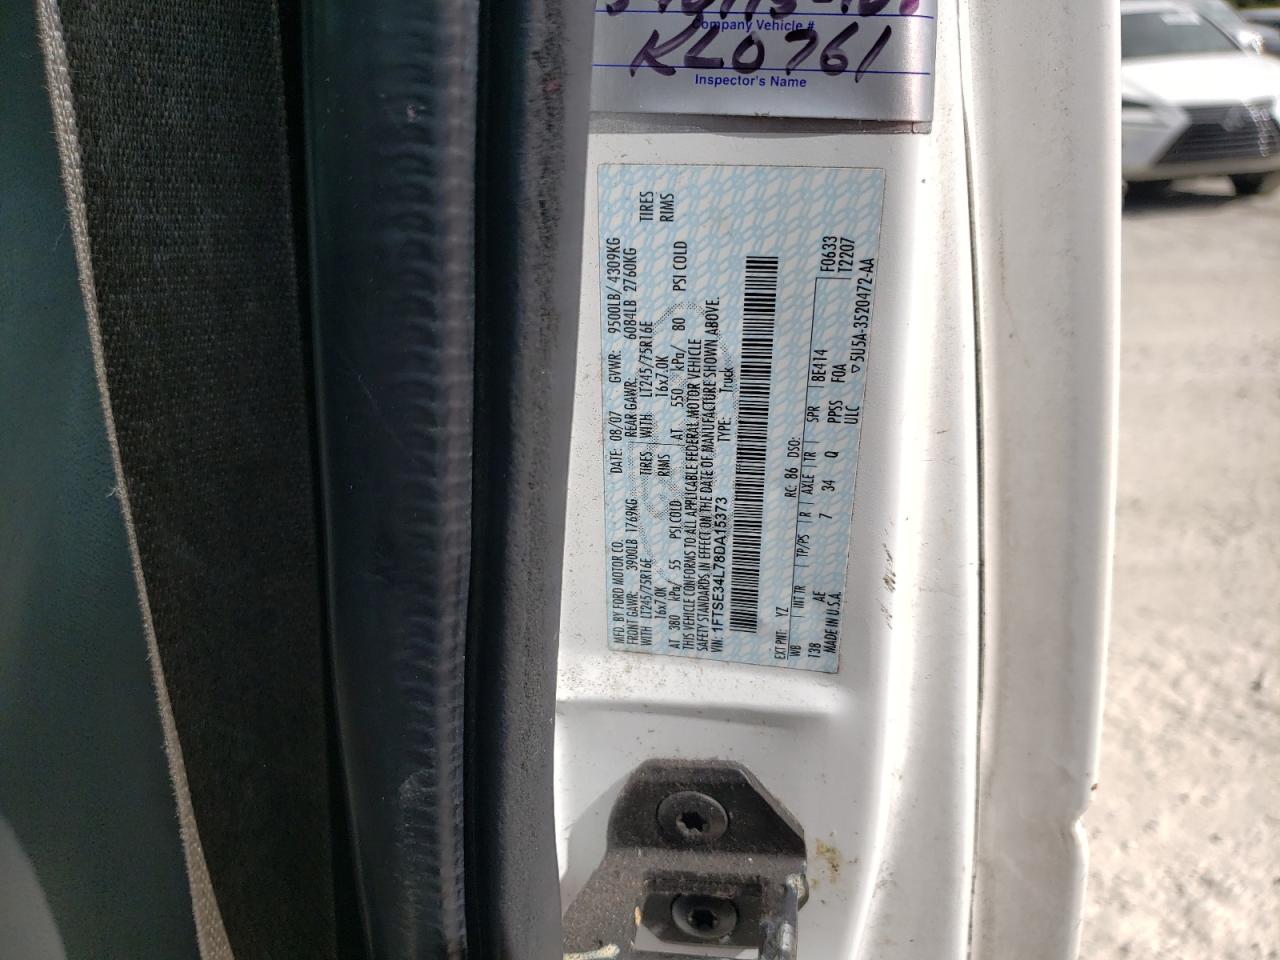 Company Vehicle #
KL0761
Inspector's Name
MFD. BY FORD MOTOR CO. DATE: 08/07 GVWR: 9500LB/ 4309KG
FRONT GAWR: 3900LB 1769KG REAR GAWR: 6084LB 2760KG
WITH LT245/75R16E TIRES WITH LT245/75R16E TIRES
16x7.0K RIMS 16x7.0K RIMS
AT 380 kPa/ 55 PSI COLD AT 550 kPa/ 80 PSI COLD
THIS VEHICLE CONFORMS TO ALL APPLICABLE FEDERAL MOTOR VEHICLE
SAFETY STANDARDS IN EFFECT ON THE DATE OF MANUFACTURE SHOWN ABOVE.
VIN: 1FTSE34L78DA15373 TYPE: Truck
EXT PNT: YZ RC: 86 DSO:
WB INT TR TP/PS R AXLE TR SPR 8E414 F0633
138 AE 7 34 Q PPSS FOA T2207
MADE IN U.S.A. ULC ▽5U5A-3520472-AA